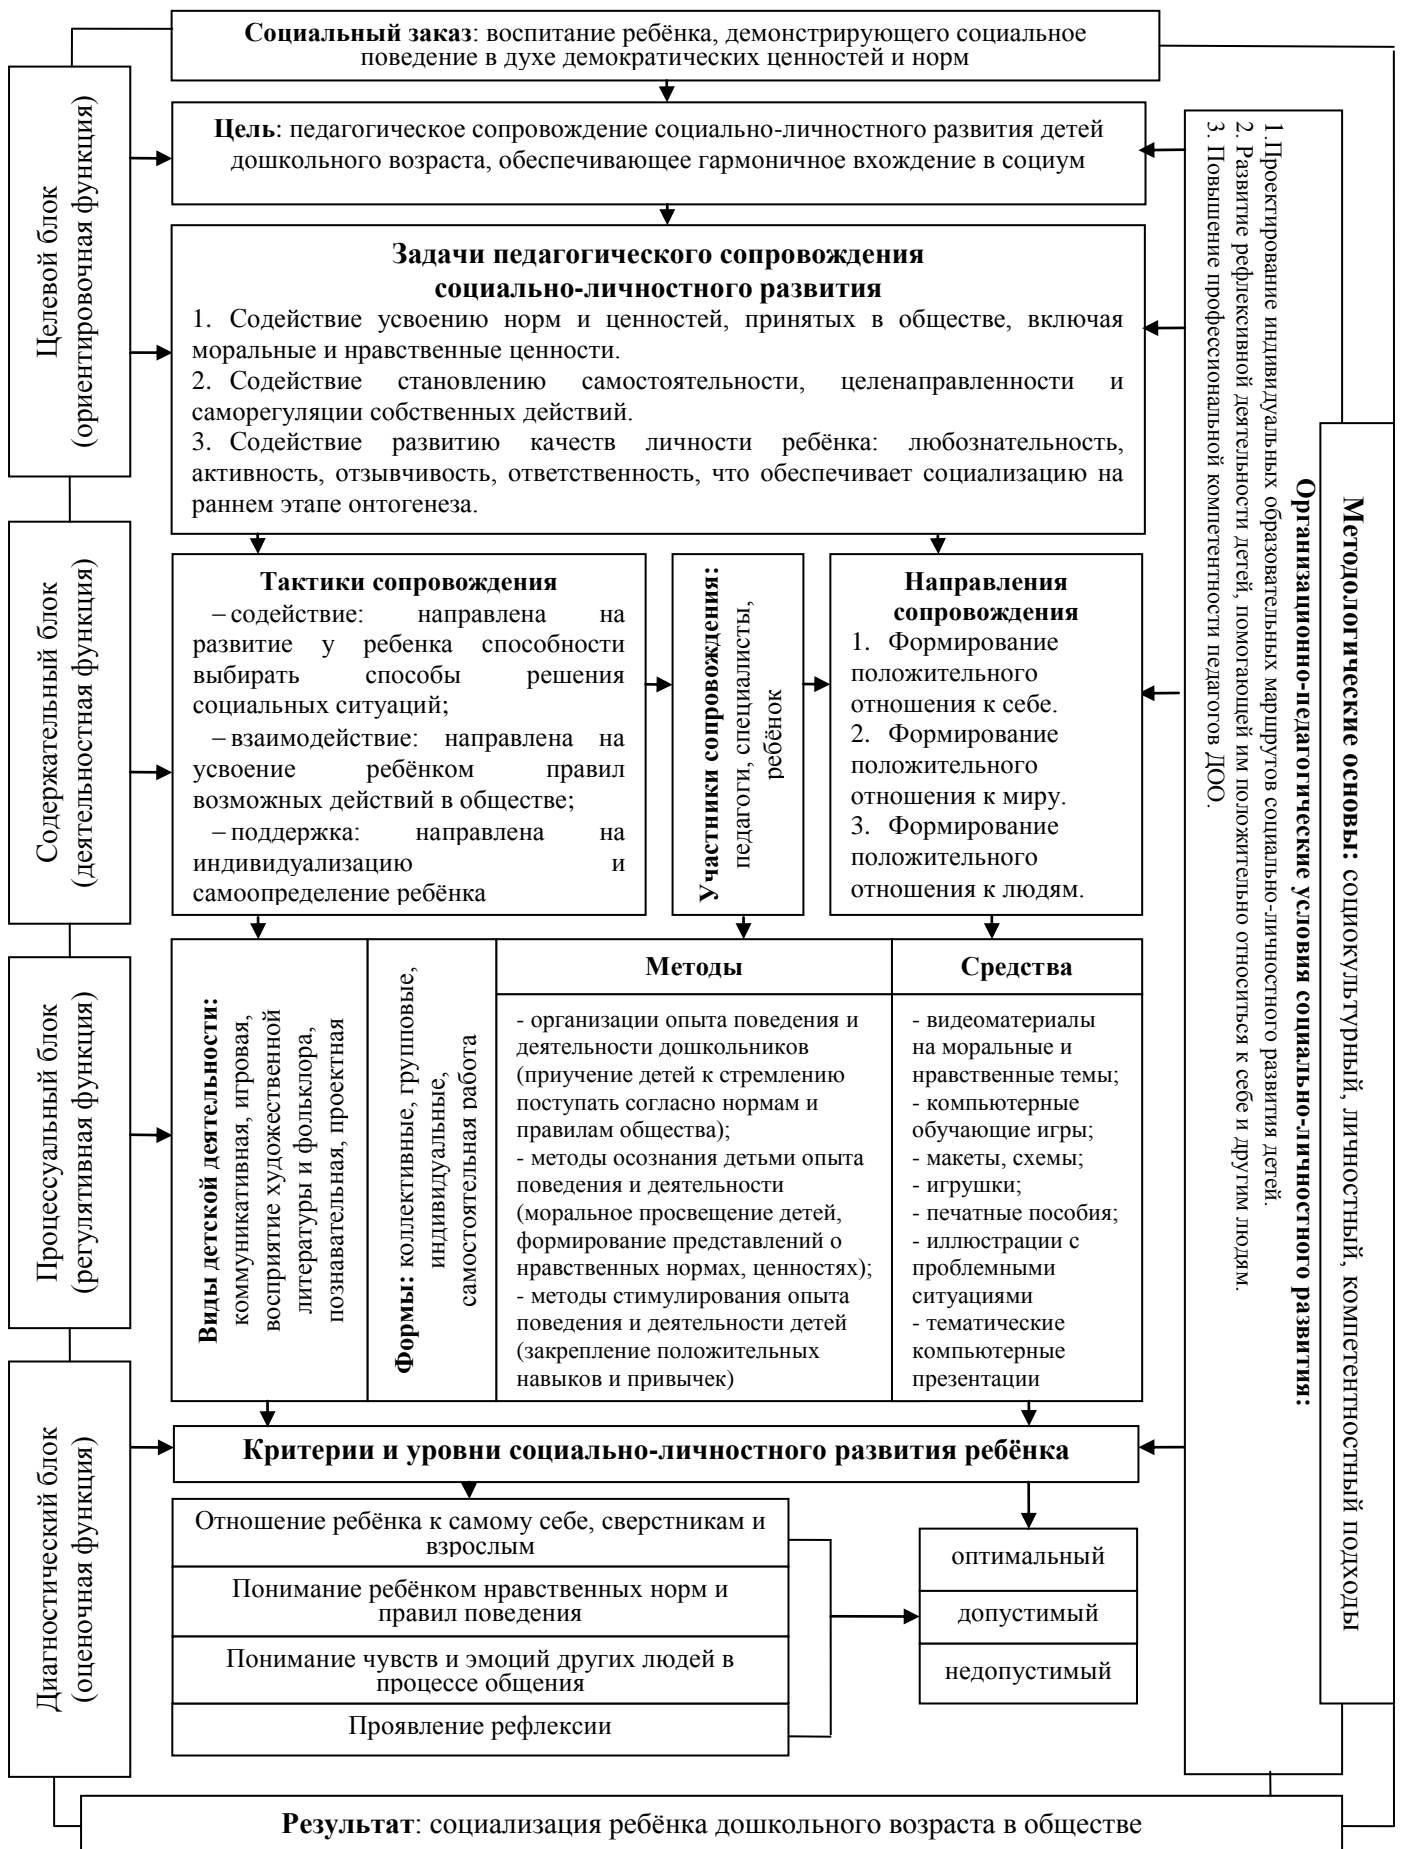 Социальный заказ: воспитание ребёнка, демонстрирующего социальное
поведение в духе демократических ценностей и норм
Целевой блок
(ориентировочная функция)
Цель: педагогическое сопровождение социально-личностного развития детей
дошкольного возраста, обеспечивающее гармоничное вхождение в социум
Задачи педагогического сопровождения
социально-личностного развития
1. Содействие усвоению норм и ценностей, принятых в обществе, включая
моральные и нравственные ценности.
2. Содействие становлению самостоятельности, целенаправленности и
саморегуляции собственных действий.
3. Содействие развитию качеств личности ребёнка: любознательность,
активность, отзывчивость, ответственность, что обеспечивает социализацию на
раннем этапе онтогенеза.
Содержательный блок
(деятельностная функция)
Тактики сопровождения
– содействие: направлена на
развитие у ребенка способности
выбирать способы решения
социальных ситуаций;
– взаимодействие: направлена на
усвоение ребёнком правил
возможных действий в обществе;
– поддержка: направлена на
индивидуализацию и
самоопределение ребёнка
Участники сопровождения:
педагоги, специалисты,
ребёнок
Направления
сопровождения
1. Формирование
положительного
отношения к себе.
2. Формирование
положительного
отношения к миру.
3. Формирование
положительного
отношения к людям.
Процессуальный блок
(регулятивная функция)
Виды детской деятельности:
коммуникативная, игровая,
восприятие художественной
литературы и фольклора,
познавательная, проектная
Формы: коллективные, групповые,
индивидуальные,
самостоятельная работа
Методы
- организации опыта поведения и
деятельности дошкольников
(приучение детей к стремлению
поступать согласно нормам и
правилам общества);
- методы осознания детьми опыта
поведения и деятельности
(моральное просвещение детей,
формирование представлений о
нравственных нормах, ценностях);
- методы стимулирования опыта
поведения и деятельности детей
(закрепление положительных
навыков и привычек)
Средства
- видеоматериалы
на моральные и
нравственные темы;
- компьютерные
обучающие игры;
- макеты, схемы;
- игрушки;
- печатные пособия;
- иллюстрации с
проблемными
ситуациями
- тематические
компьютерные
презентации
Диагностический блок
(оценочная функция)
Критерии и уровни социально-личностного развития ребёнка
Отношение ребёнка к самому себе, сверстникам и
взрослым
Понимание ребёнком нравственных норм и
правил поведения
Понимание чувств и эмоций других людей в
процессе общения
Проявление рефлексии
оптимальный
допустимый
недопустимый
Методологические основы: социокультурный, личностный, компетентностный подходы
Организационно-педагогические условия социально-личностного развития:
1.Проектирование индивидуальных образовательных маршрутов социально-личностного развития детей.
2. Развитие рефлексивной деятельности детей, помогающей им положительно относиться к себе и другим людям.
3. Повышение профессиональной компетентности педагогов ДОО.
Результат: социализация ребёнка дошкольного возраста в обществе